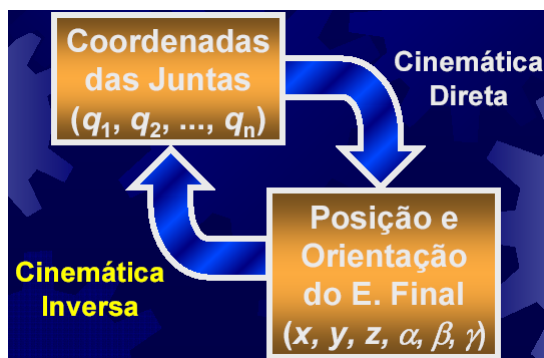 Coordenadas
das Juntas
(q1, q2, ..., qn)
Cinemática
Direta
Posição e
Orientação
do E. Final
(x, y, z, α, β, γ)
Cinemática
Inversa